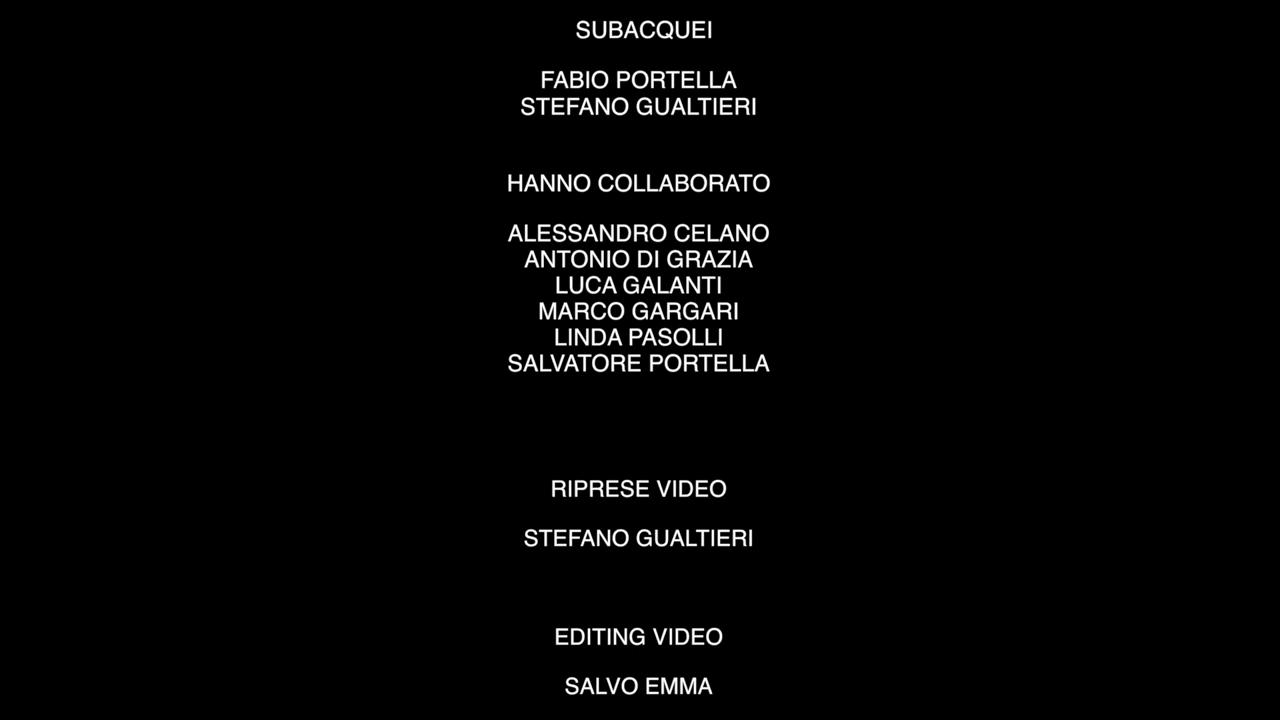 SUBACQUEI
FABIO PORTELLA
STEFANO GUALTIERI
HANNO COLLABORATO
ALESSANDRO CELANO
ANTONIO DI GRAZIA
LUCA GALANTI
MARCO GARGARI
LINDA PASOLLI
SALVATORE PORTELLA
RIPRESE VIDEO
STEFANO GUALTIERI
EDITING VIDEO
SALVO EMMA